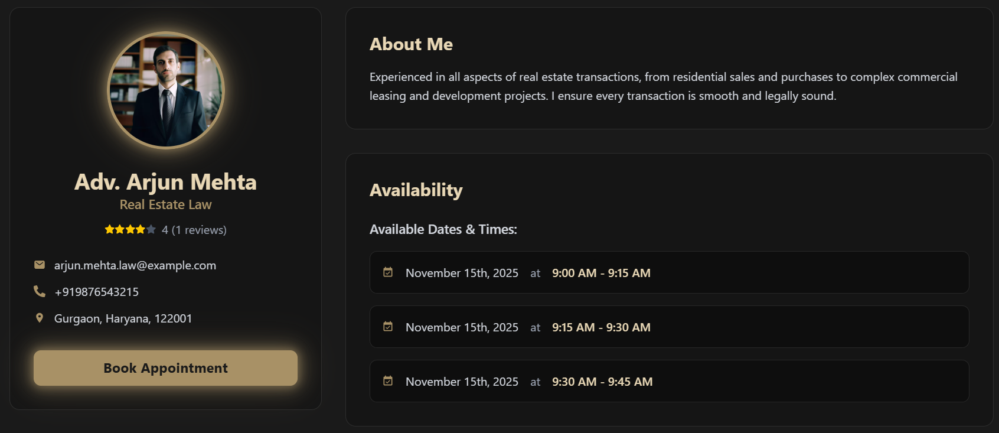 Adv. Arjun Mehta
Real Estate Law
4 (1 reviews)
arjun.mehta.law@example.com
+919876543215
Gurgaon, Haryana, 122001
Book Appointment
About Me
Experienced in all aspects of real estate transactions, from residential sales and purchases to complex commercial
leasing and development projects. I ensure every transaction is smooth and legally sound.
Availability
Available Dates & Times:
November 15th, 2025 at 9:00 AM - 9:15 AM
November 15th, 2025 at 9:15 AM - 9:30 AM
November 15th, 2025 at 9:30 AM - 9:45 AM